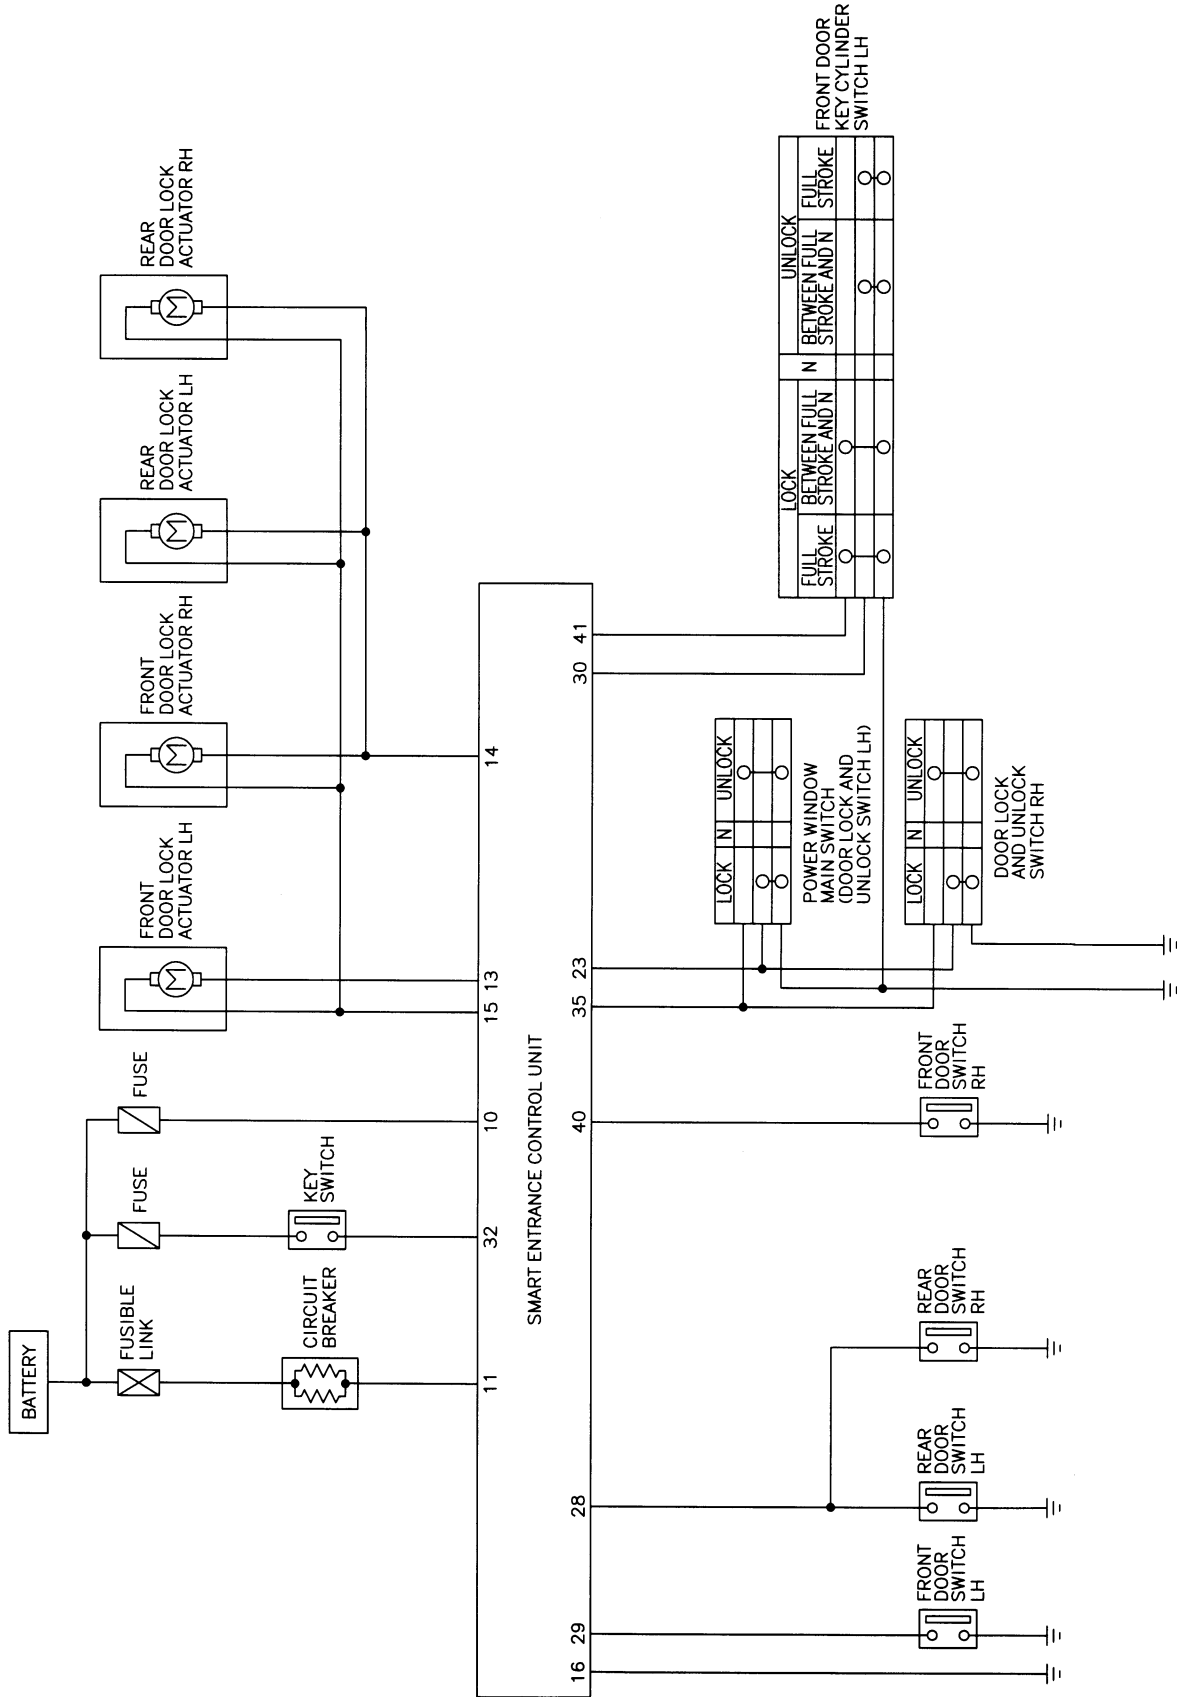 BATTERY
FUSIBLE
LINK
FUSE
FUSE
CIRCUIT
BREAKER
KEY
SWITCH
FRONT
DOOR LOCK
ACTUATOR LH
FRONT
DOOR LOCK
ACTUATOR RH
REAR
DOOR LOCK
ACTUATOR LH
REAR
DOOR LOCK
ACTUATOR RH
11
32
10
15
13
14
SMART ENTRANCE CONTROL UNIT
16
29
28
40
35
23
30
41
FRONT
DOOR
SWITCH
LH
REAR
DOOR
SWITCH
LH
REAR
DOOR
SWITCH
RH
FRONT
DOOR
SWITCH
RH
LOCK
N
UNLOCK
POWER WINDOW
MAIN SWITCH
(DOOR LOCK AND
UNLOCK SWITCH LH)
LOCK
N
UNLOCK
DOOR LOCK
AND UNLOCK
SWITCH RH
LOCK
N
UNLOCK
FULL
STROKE
BETWEEN FULL
STROKE AND N
BETWEEN FULL
STROKE AND N
FULL
STROKE
FRONT DOOR
KEY CYLINDER
SWITCH LH
M
M
M
M